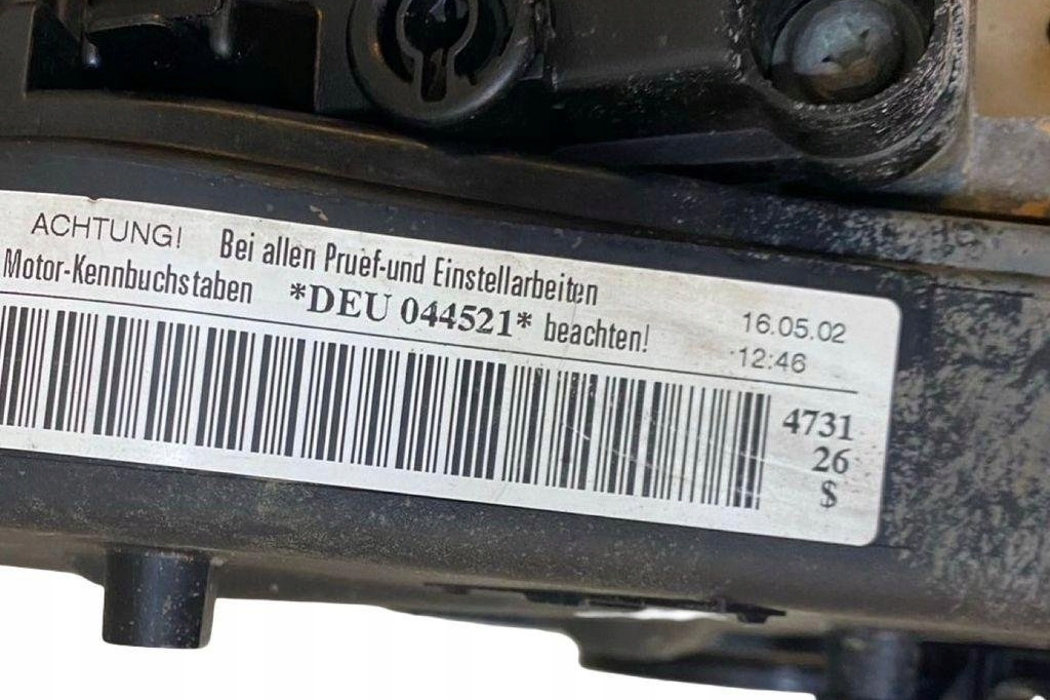 ACHTUNG! Bei allen Pruef-und Einstellarbeiten
Motor-Kennbuchstaben *DEU 044521* beachten!
16.05.02
12:46
4731
26
$